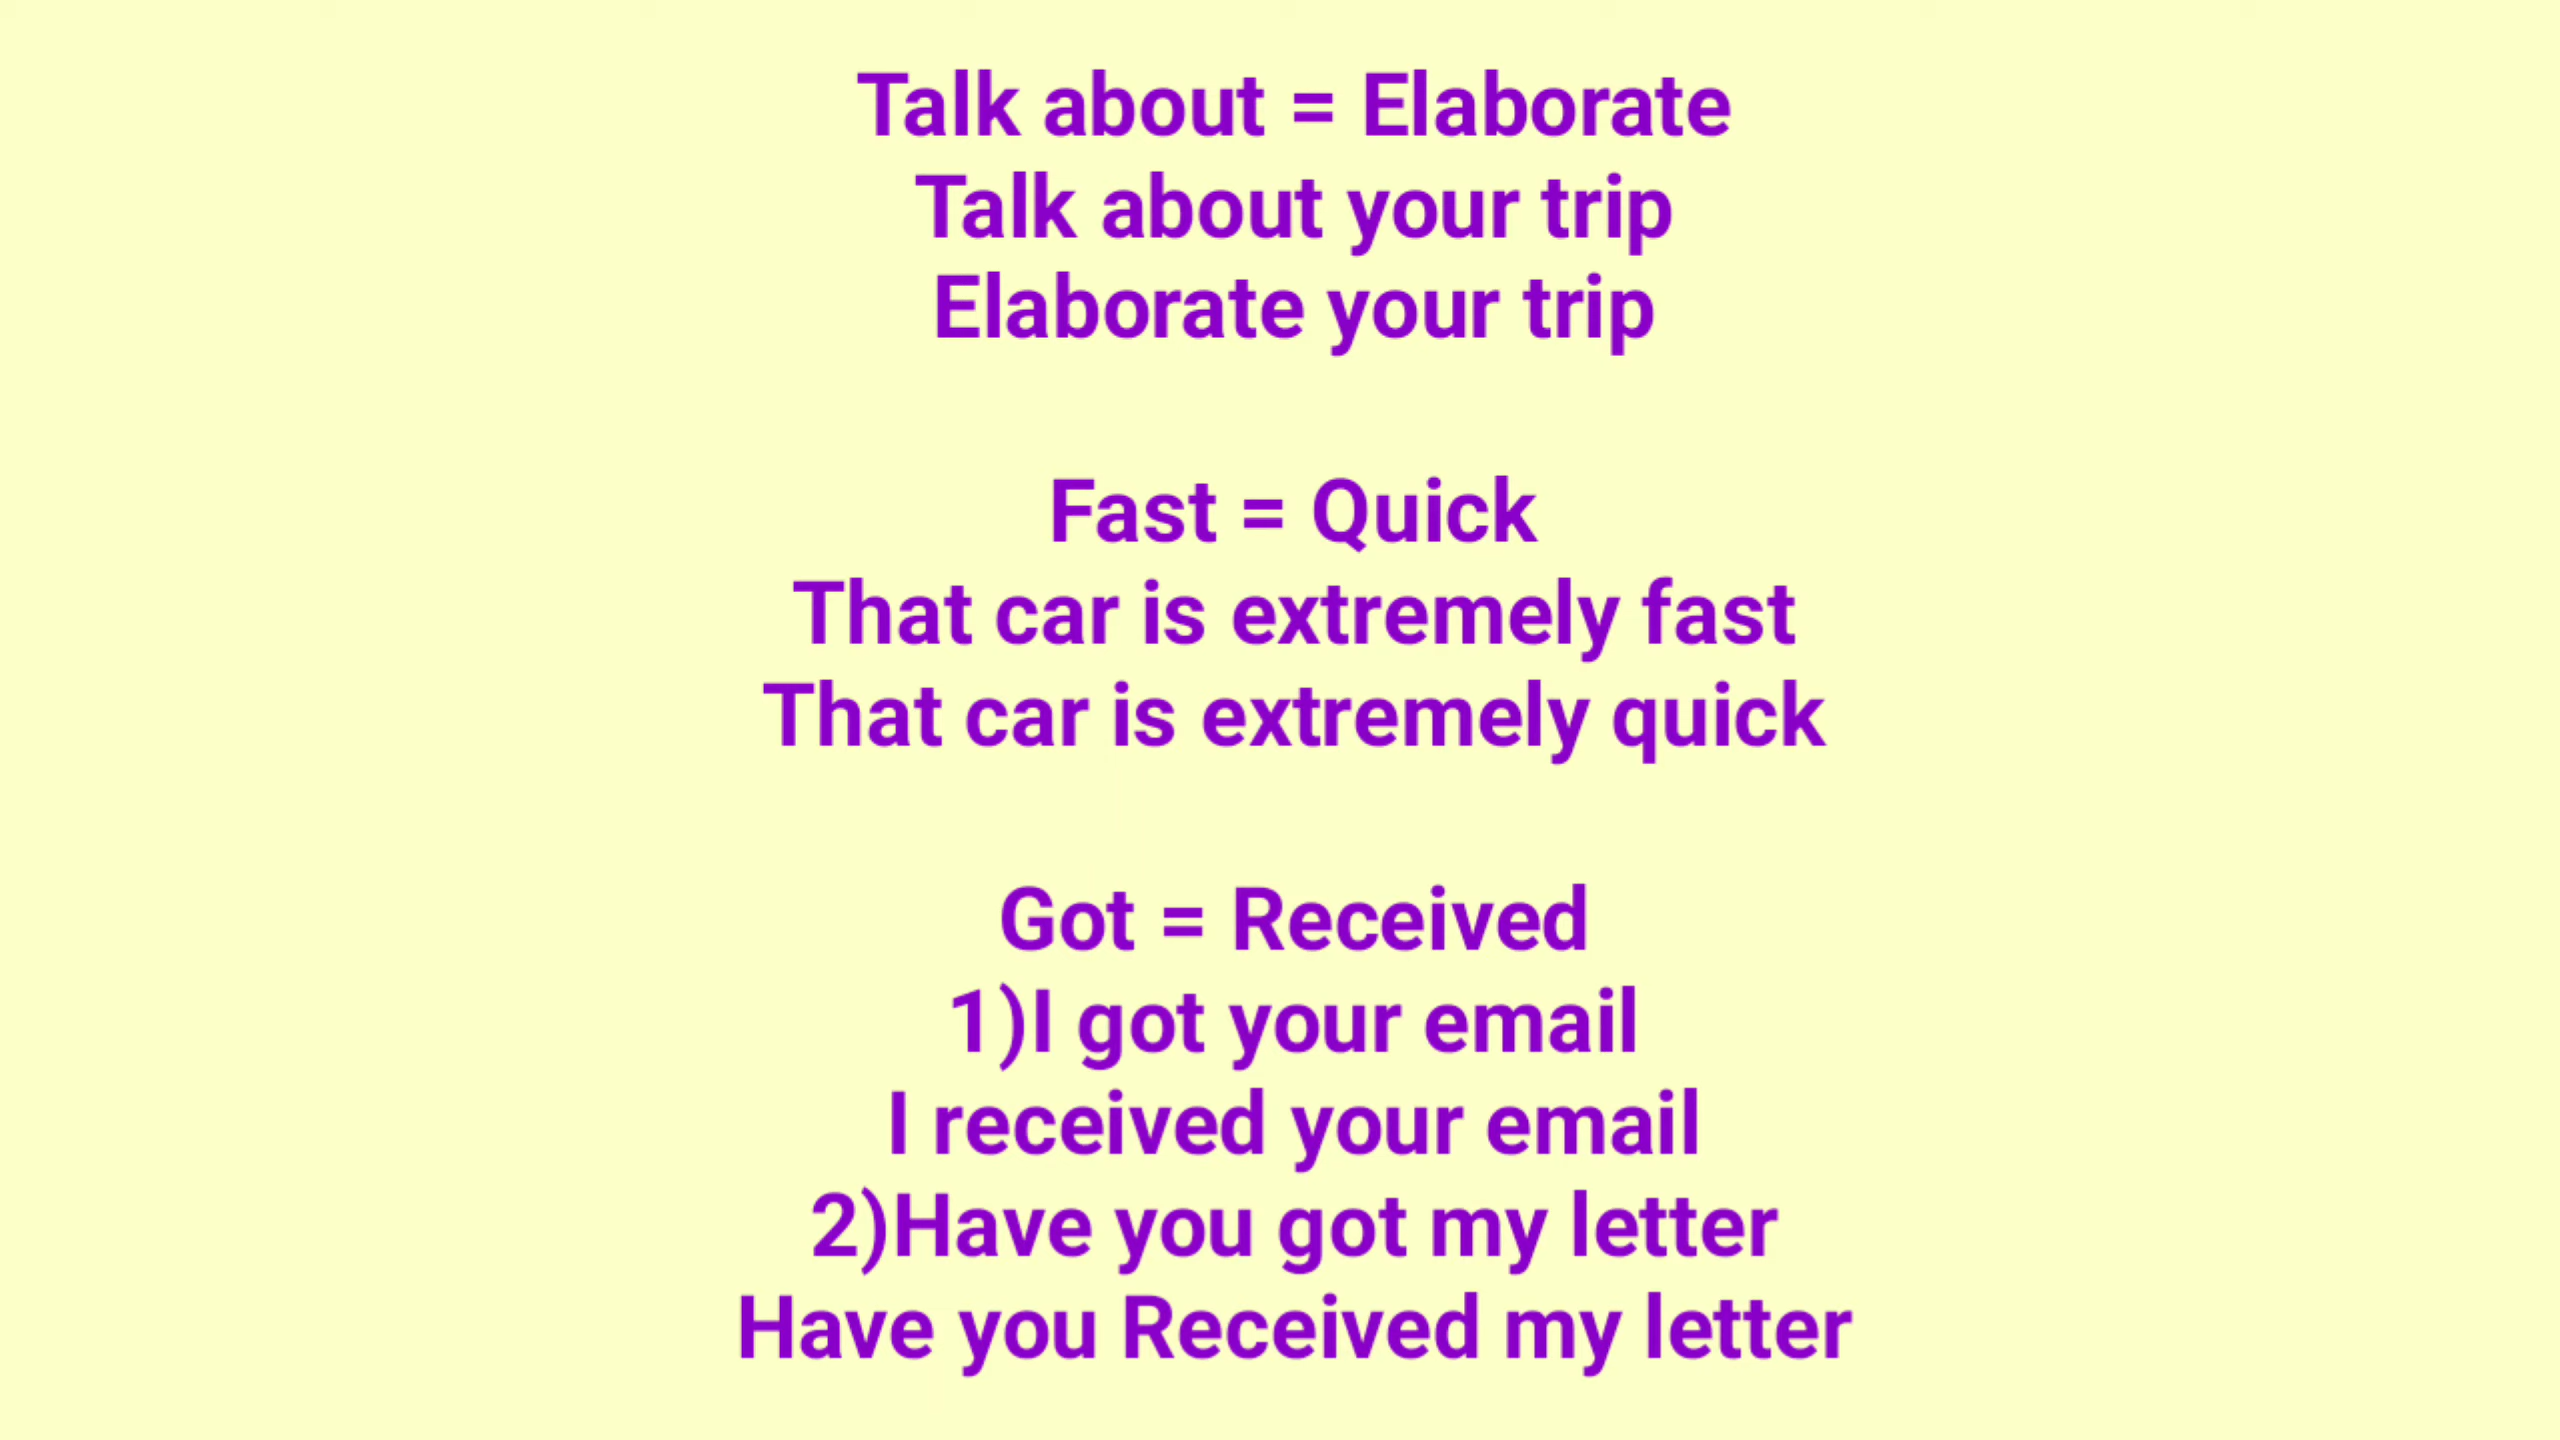 Talk about = Elaborate
Talk about your trip
Elaborate your trip
Fast = Quick
That car is extremely fast
That car is extremely quick
Got = Received
1)I got your email
I received your email
2)Have you got my letter
Have you Received my letter